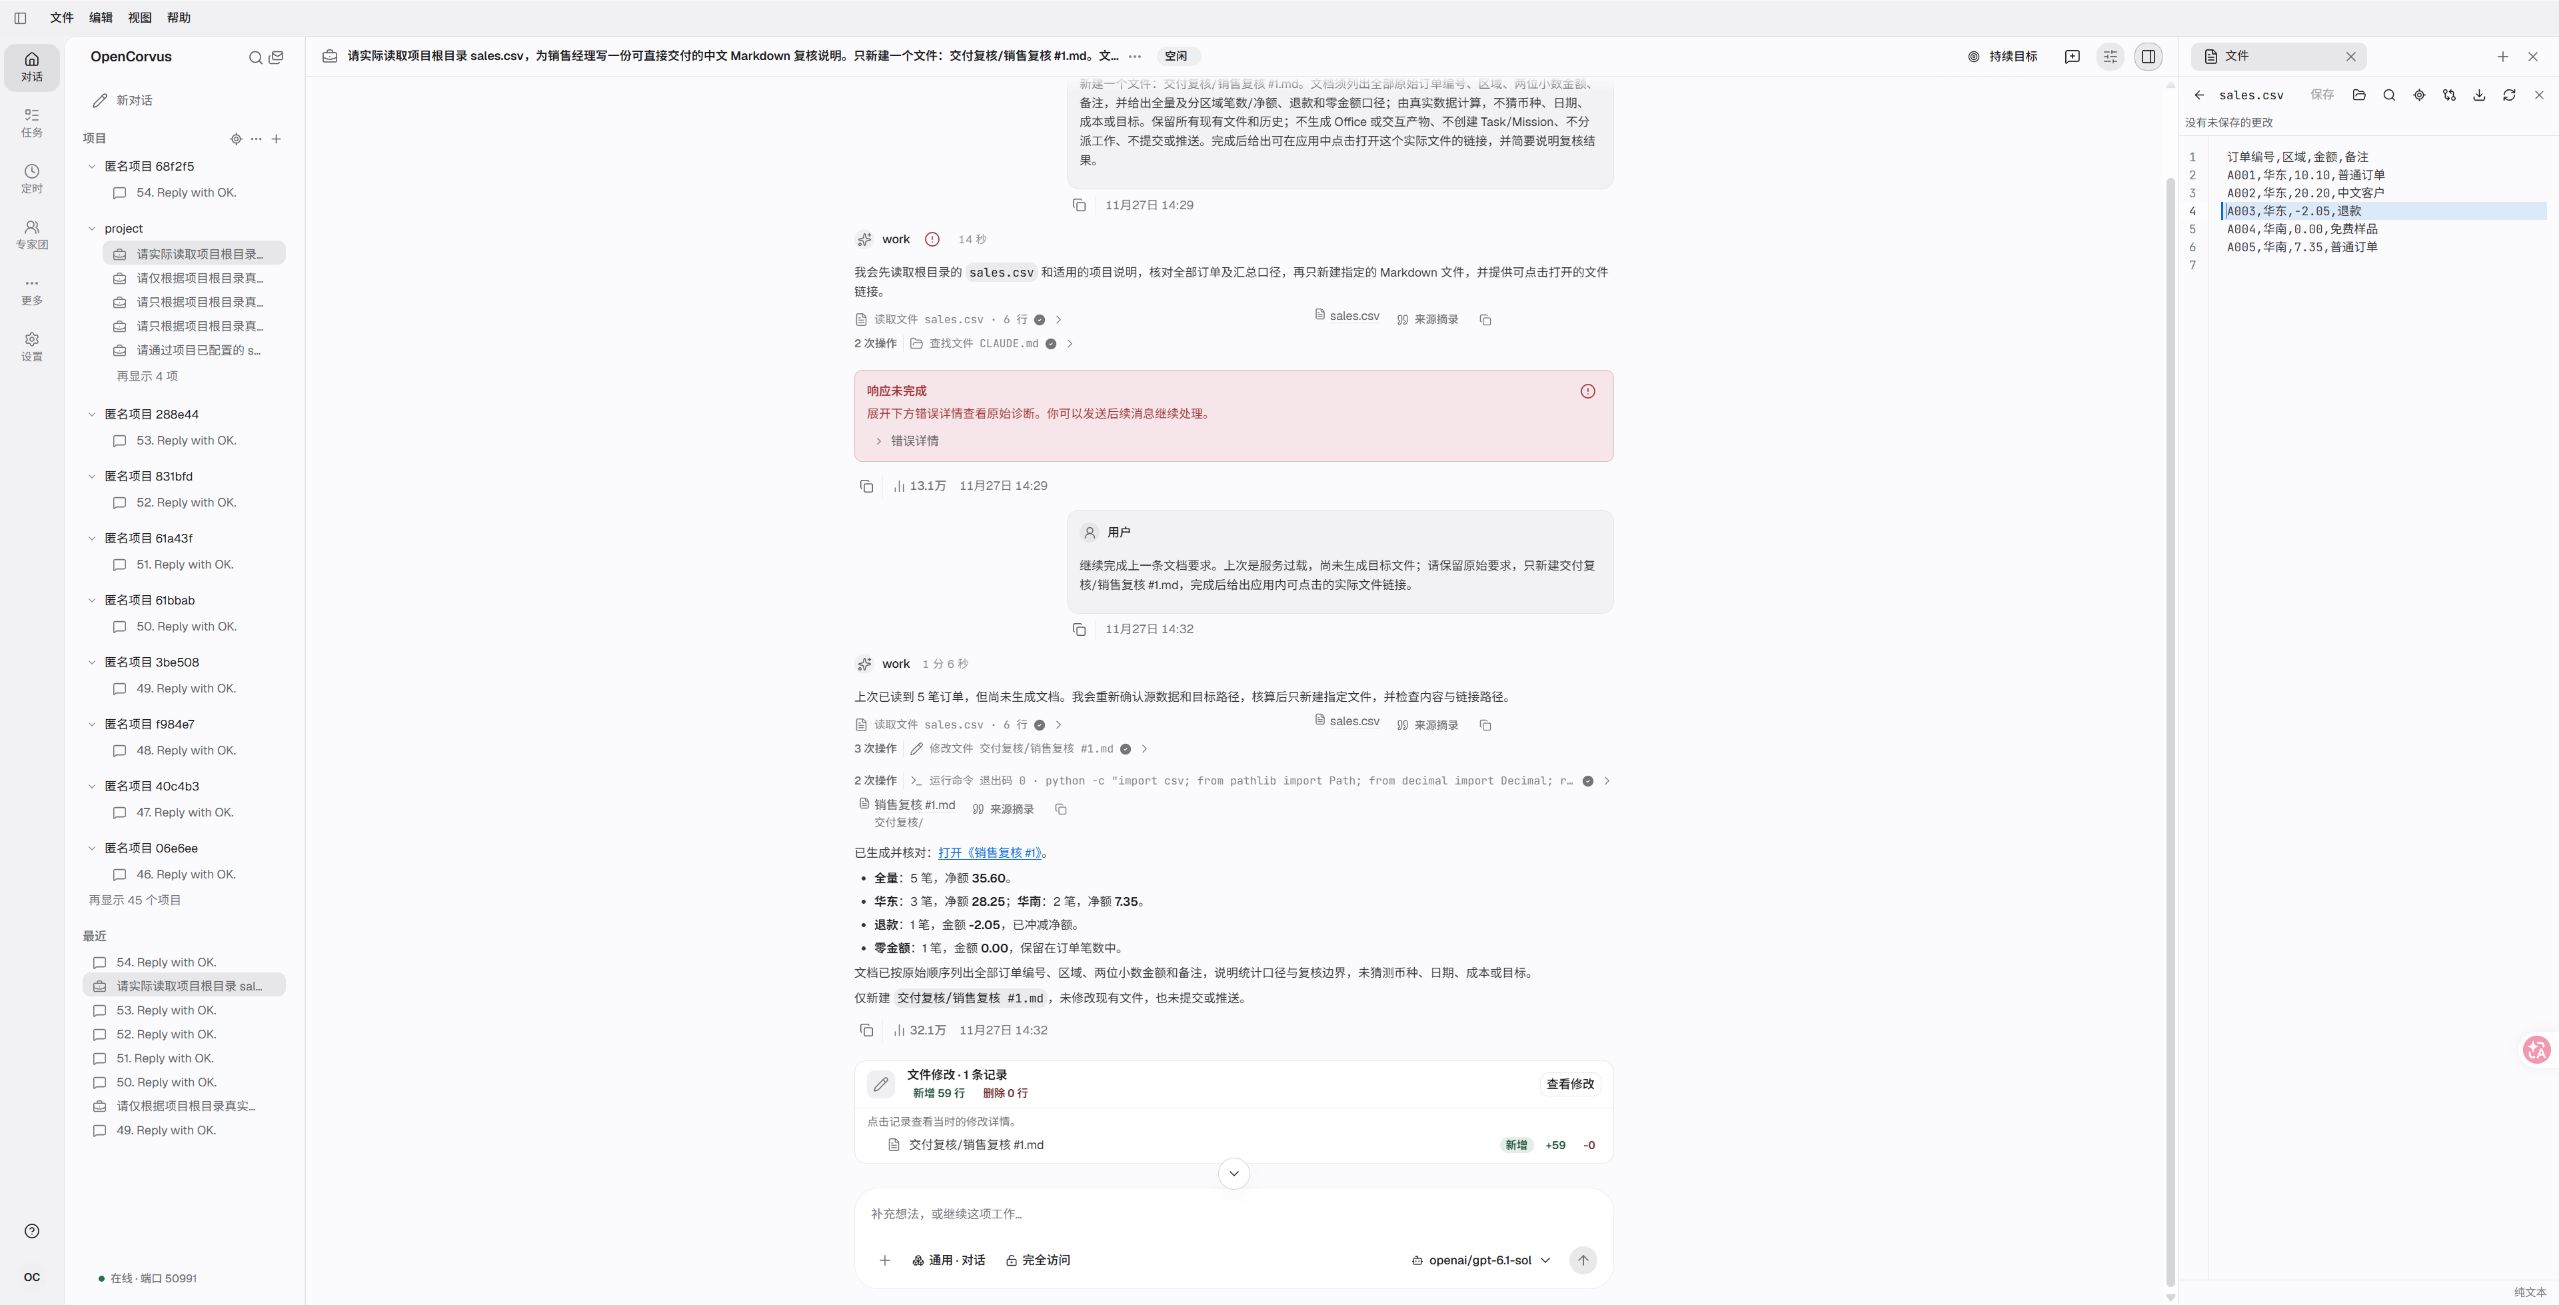 文件 编辑 视图 帮助
对话
任务
定时
专家团
更多
设置
OC
OpenCorvus
新对话
项目
匿名项目 68f2f5
54. Reply with OK.
project
请实际读取项目根目录...
请仅根据项目根目录真...
请只根据项目根目录真...
请只根据项目根目录真...
请通过项目已配置的 s...
再显示 4 项
匿名项目 288e44
53. Reply with OK.
匿名项目 831bfd
52. Reply with OK.
匿名项目 61a43f
51. Reply with OK.
匿名项目 61bbab
50. Reply with OK.
匿名项目 3be508
49. Reply with OK.
匿名项目 f984e7
48. Reply with OK.
匿名项目 40c4b3
47. Reply with OK.
匿名项目 06e6ee
46. Reply with OK.
再显示 45 个项目
最近
54. Reply with OK.
请实际读取项目根目录 sal...
53. Reply with OK.
52. Reply with OK.
51. Reply with OK.
50. Reply with OK.
请仅根据项目根目录真实...
49. Reply with OK.
在线 · 端口 50991
请实际读取项目根目录 sales.csv，为销售经理写一份可直接交付的中文 Markdown 复核说明。只新建一个文件：交付复核/销售复核 #1.md。文... ... 空闲
持续目标
新建一个文件：交付复核/销售复核 #1.md。文档须列出全部原始订单编号、区域、两位小数金额、
备注，并给出全量及分区域笔数/净额、退款和零金额口径；由真实数据计算，不猜币种、日期、
成本或目标。保留所有现有文件和历史；不生成 Office 或交互产物、不创建 Task/Mission、不分
派工作、不提交或推送。完成后给出可在应用中点击打开这个实际文件的链接，并简要说明复核结
果。
11月27日 14:29
work 14 秒
我会先读取根目录的 sales.csv 和适用的项目说明，核对全部订单及汇总口径，再只新建指定的 Markdown 文件，并提供可点击打开的文件
链接。
读取文件 sales.csv · 6 行 sales.csv 来源摘录
2 次操作 查找文件 CLAUDE.md
响应未完成
展开下方错误详情查看原始诊断。你可以发送后续消息继续处理。
错误详情
13.1万 11月27日 14:29
用户
继续完成上一条文档要求。上次是服务过载，尚未生成目标文件；请保留原始要求，只新建交付复
核/销售复核 #1.md，完成后给出应用内可点击的实际文件链接。
11月27日 14:32
work 1 分 6 秒
上次已读到 5 笔订单，但尚未生成文档。我会重新确认源数据和目标路径，核算后只新建指定文件，并检查内容与链接路径。
读取文件 sales.csv · 6 行 sales.csv 来源摘录
3 次操作 修改文件 交付复核/销售复核 #1.md
2 次操作 >_ 运行命令 退出码 0 · python -c "import csv; from pathlib import Path; from decimal import Decimal; r...
销售复核 #1.md 来源摘录
交付复核/
已生成并核对：打开《销售复核 #1》。
• 全量：5 笔，净额 35.60。
• 华东：3 笔，净额 28.25；华南：2 笔，净额 7.35。
• 退款：1 笔，金额 -2.05，已冲减净额。
• 零金额：1 笔，金额 0.00，保留在订单笔数中。
文档已按原始顺序列出全部订单编号、区域、两位小数金额和备注，说明统计口径与复核边界，未猜测币种、日期、成本或目标。
仅新建 交付复核/销售复核 #1.md，未修改现有文件，也未提交或推送。
32.1万 11月27日 14:32
文件修改 · 1 条记录
新增 59 行 删除 0 行
查看修改
点击记录查看当时的修改详情。
交付复核/销售复核 #1.md 新增 +59 -0
补充想法，或继续这项工作...
通用 · 对话 完全访问 openai/gpt-6.1-sol
文件
sales.csv 保存
没有未保存的更改
1 订单编号,区域,金额,备注
2 A001,华东,10.10,普通订单
3 A002,华东,20.20,中文客户
4 A003,华东,-2.05,退款
5 A004,华南,0.00,免费样品
6 A005,华南,7.35,普通订单
7
纯文本